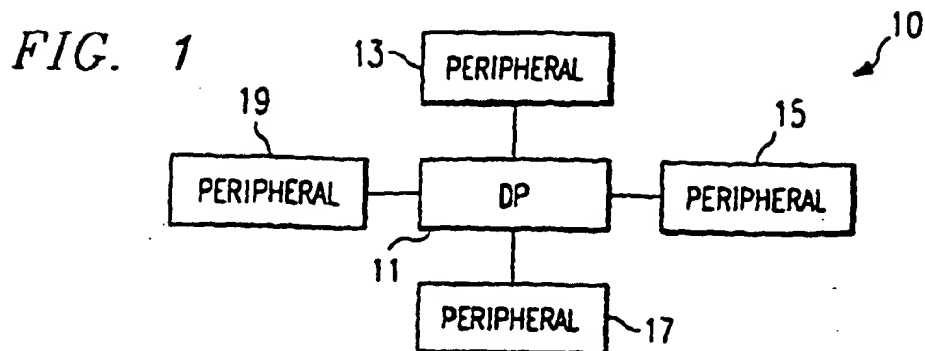 FIG. 1
10
13
PERIPHERAL
19
15
PERIPHERAL
DP
PERIPHERAL
11
PERIPHERAL
17